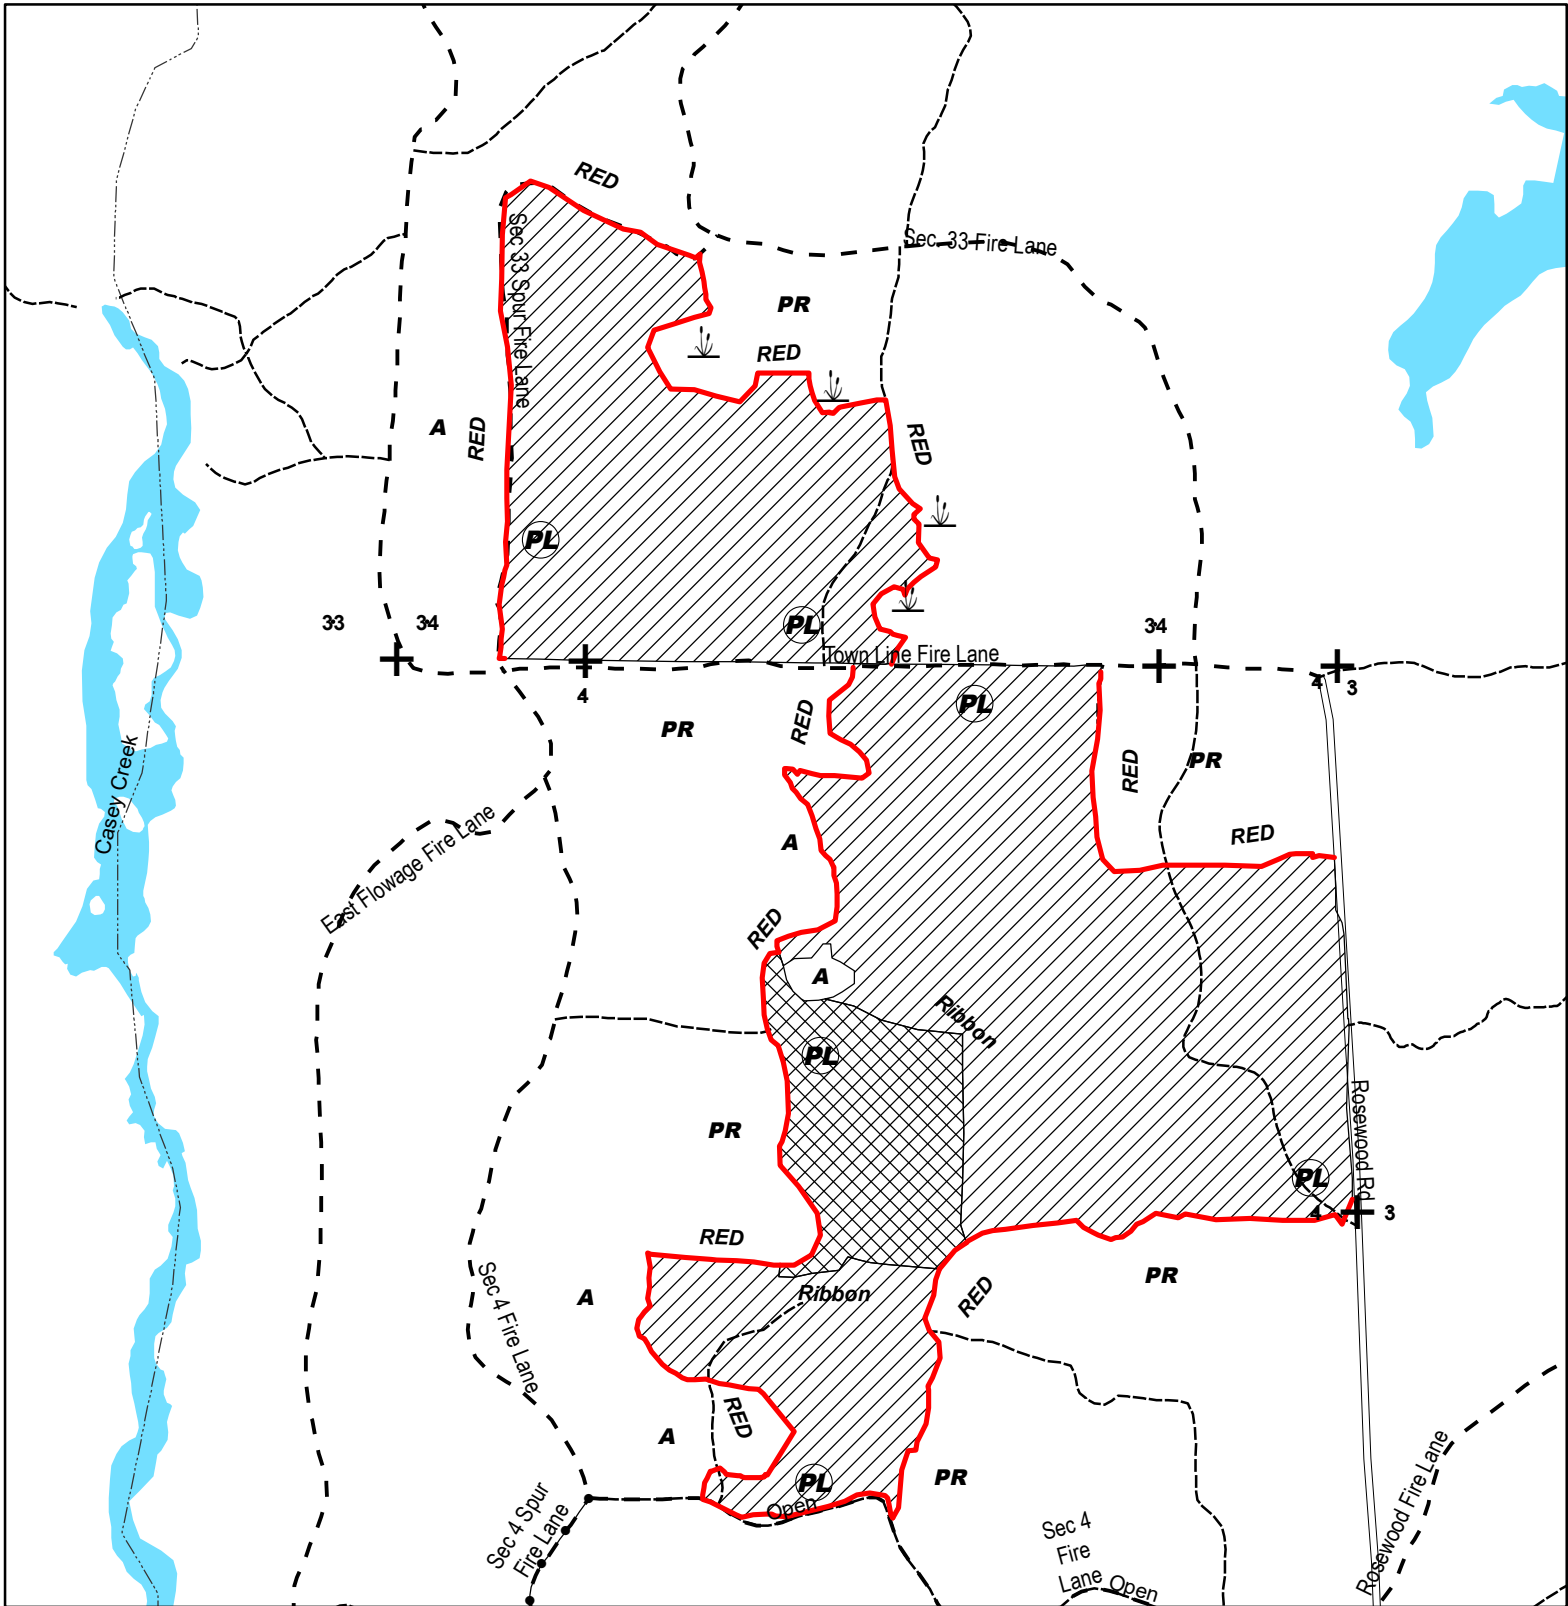 RED
Sec. 33 Fire Lane
Sec 33 Spur Fire Lane
PR
RED
A
RED
RED
PL
PL
33
34
34
Town Line Fire Lane
4
4
3
PL
PR
RED
RED
PR
Casey Creek
East Flowage Fire Lane
A
RED
RED
A
Ribbon
PL
PR
Rosewood Rd
PL
4
3
RED
PR
Sec 4 Fire Lane
A
Ribbon
RED
RED
A
PL
PR
Open
Sec 4 Spur
Fire Lane
Sec 4
Fire
Lane Open
Rosewood Fire Lane